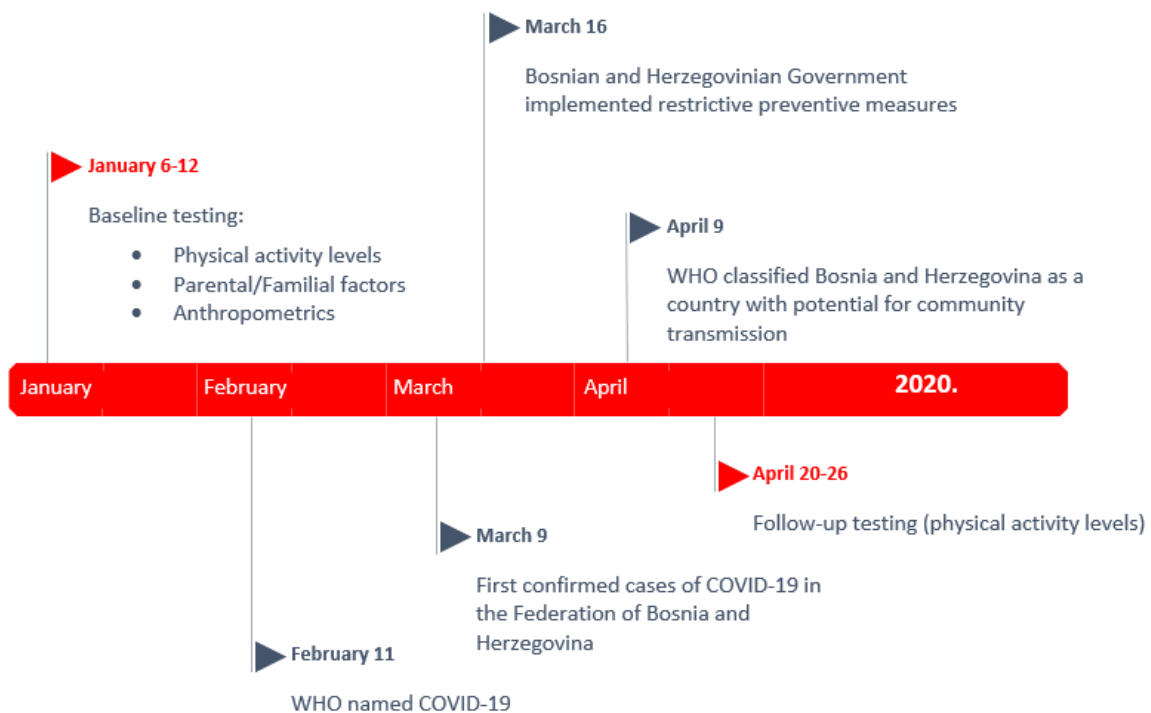 March 16
Bosnian and Herzegovinian Government
implemented restrictive preventive measures
January 6-12
Baseline testing:
• Physical activity levels
• Parental/Familial factors
• Anthropometrics
April 9
WHO classified Bosnia and Herzegovina as a
country with potential for community
transmission
January February March April 2020.
April 20-26
Follow-up testing (physical activity levels)
March 9
First confirmed cases of COVID-19 in
the Federation of Bosnia and
Herzegovina
February 11
WHO named COVID-19